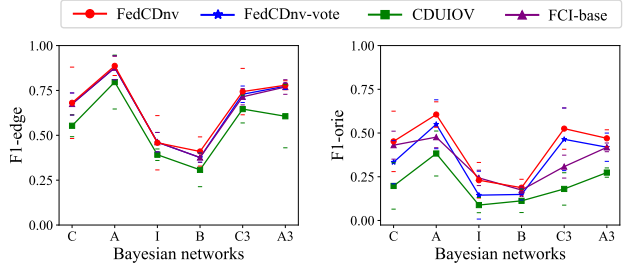 FedCDnv FedCDnv-vote CDUIOV FCI-base
1.00
0.75
0.50
0.25
0.00
F1-edge
C A I B C3 A3
Bayesian networks
1.00
0.75
0.50
0.25
0.00
F1-orie
C A I B C3 A3
Bayesian networks